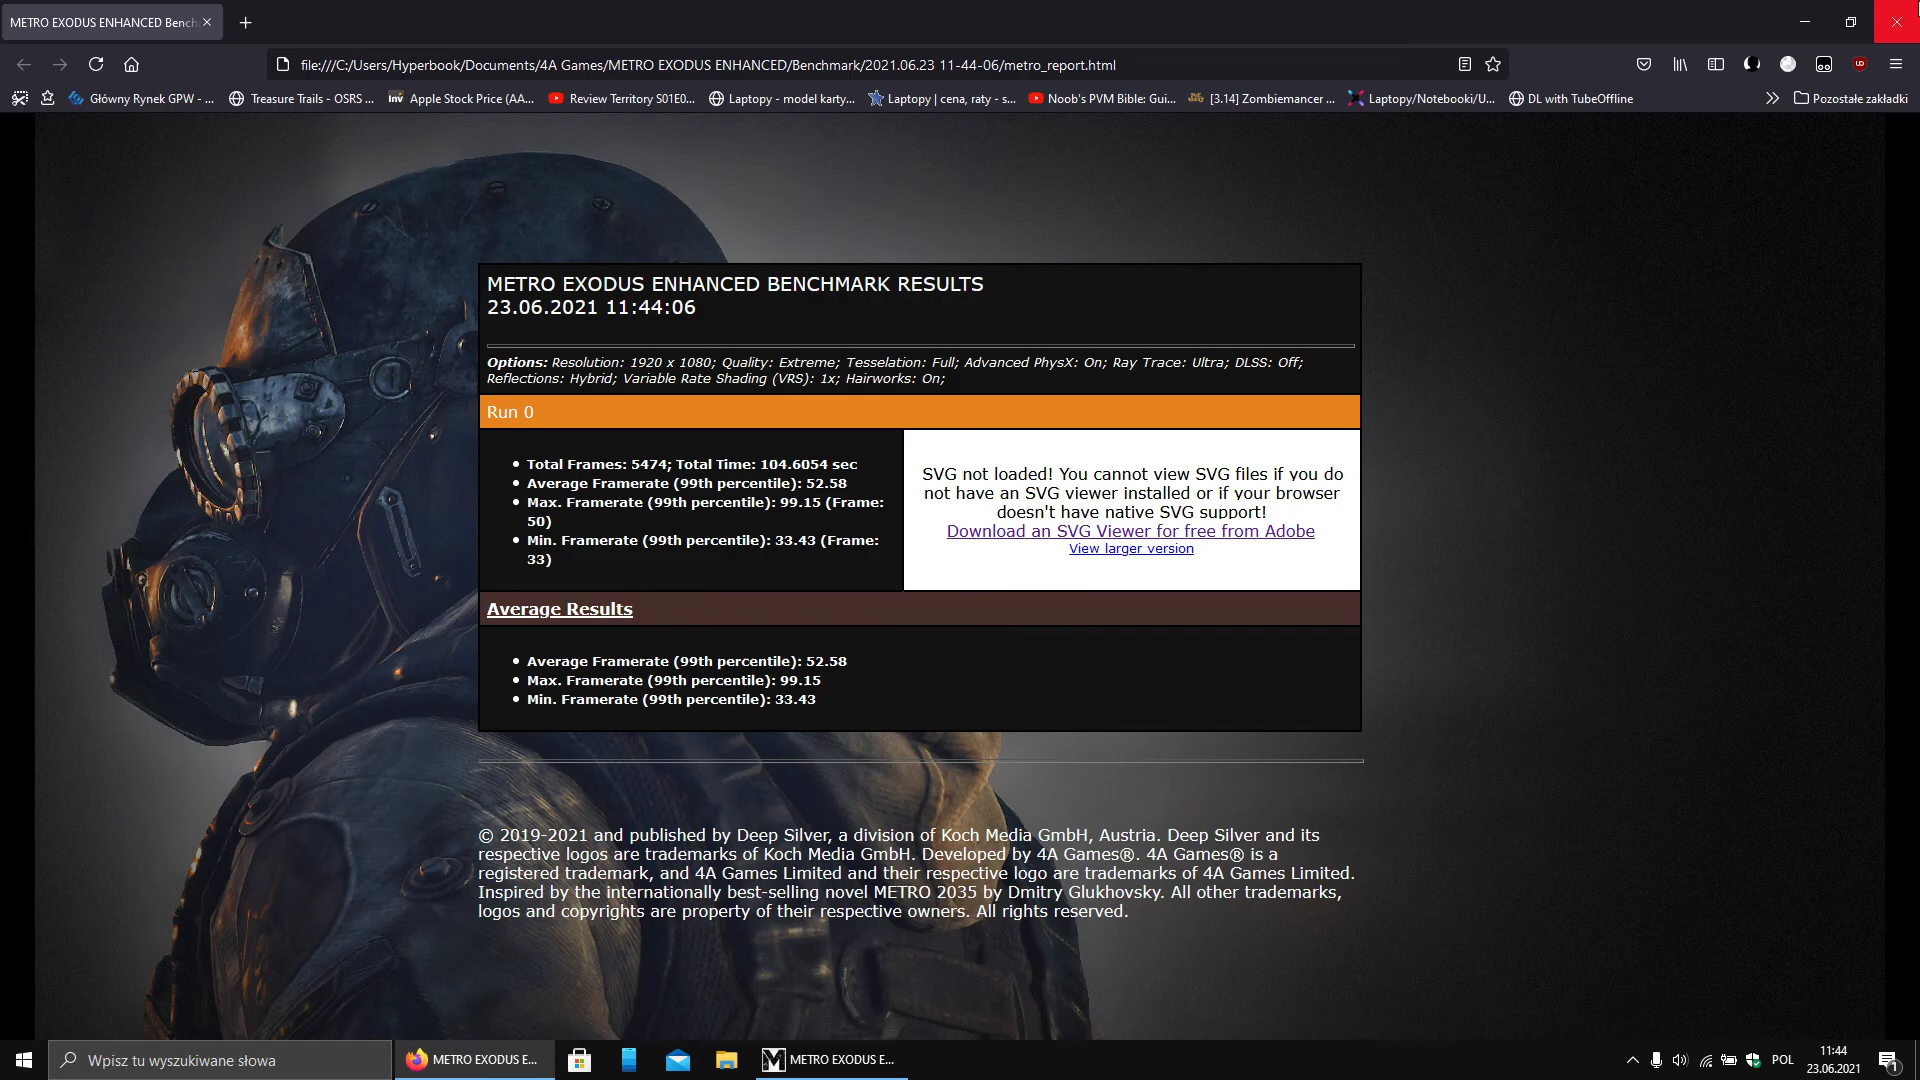 METRO EXODUS ENHANCED Bench
file:///C:/Users/Hyperbook/Documents/4A Games/METRO EXODUS ENHANCED/Benchmark/2021.06.23 11-44-06/metro_report.html
Główny Rynek GPW - ...
Treasure Trails - OSRS ...
Inv Apple Stock Price (AA...
Review Territory S01E0...
Laptopy - model karty...
Laptopy | cena, raty - s...
Noob's PVM Bible: Gui...
[3.14] Zombiemancer ...
Laptopy/Notebooki/U...
DL with TubeOffline
Pozostałe zakładki
METRO EXODUS ENHANCED BENCHMARK RESULTS
23.06.2021 11:44:06
Options: Resolution: 1920 x 1080; Quality: Extreme; Tesselation: Full; Advanced PhysX: On; Ray Trace: Ultra; DLSS: Off;
Reflections: Hybrid; Variable Rate Shading (VRS): 1x; Hairworks: On;
Run 0
Total Frames: 5474; Total Time: 104.6054 sec
Average Framerate (99th percentile): 52.58
Max. Framerate (99th percentile): 99.15 (Frame:
50)
Min. Framerate (99th percentile): 33.43 (Frame:
33)
SVG not loaded! You cannot view SVG files if you do
not have an SVG viewer installed or if your browser
doesn't have native SVG support!
Download an SVG Viewer for free from Adobe
View larger version
Average Results
Average Framerate (99th percentile): 52.58
Max. Framerate (99th percentile): 99.15
Min. Framerate (99th percentile): 33.43
© 2019-2021 and published by Deep Silver, a division of Koch Media GmbH, Austria. Deep Silver and its
respective logos are trademarks of Koch Media GmbH. Developed by 4A Games®. 4A Games® is a
registered trademark, and 4A Games Limited and their respective logo are trademarks of 4A Games Limited.
Inspired by the internationally best-selling novel METRO 2035 by Dmitry Glukhovsky. All other trademarks,
logos and copyrights are property of their respective owners. All rights reserved.
Wpisz tu wyszukiwane słowa
METRO EXODUS E...
METRO EXODUS E...
POL
11:44
23.06.2021
1